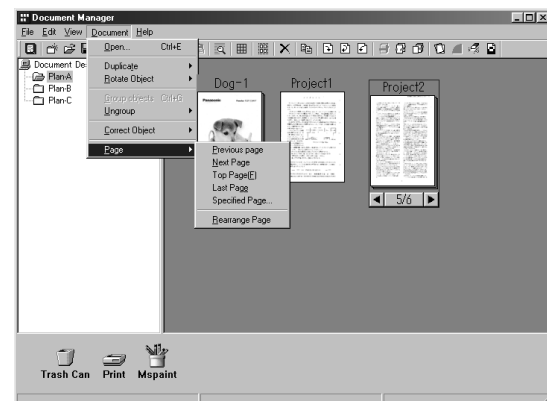 Document Manager
File Edit View Document Help
Open... Ctrl+E
Duplicate
Rotate Object
Group sheets Ctrl+G
Ungroup
Correct Object
Page
Previous page
Next Page
Top Page(F)
Last Page
Specified Page...
Rearrange Page
Document De
Plan-A
Plan-B
Plan-C
Dog-1
Panasonic
Project1
Project2
5/6
Trash Can
Print
Mspaint